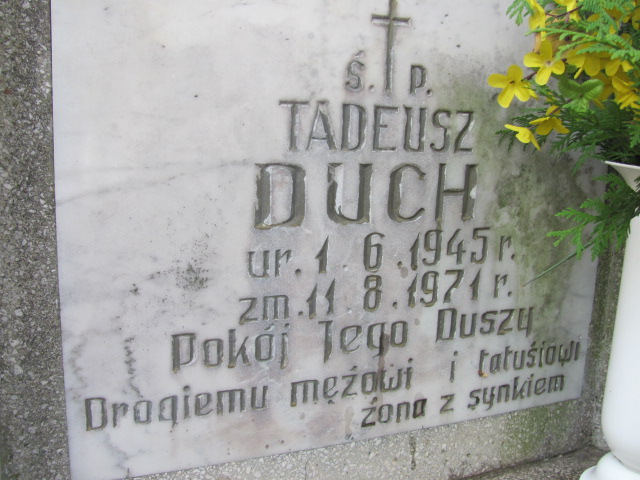 ś. p.
TADEUSZ
DUCH
ur. 1 6 .1945 r.
zm. 11 8. .1971 r.
Pokój Jego Duszy
Drogiemu mężowi i tatusiowi
żona z synkiem